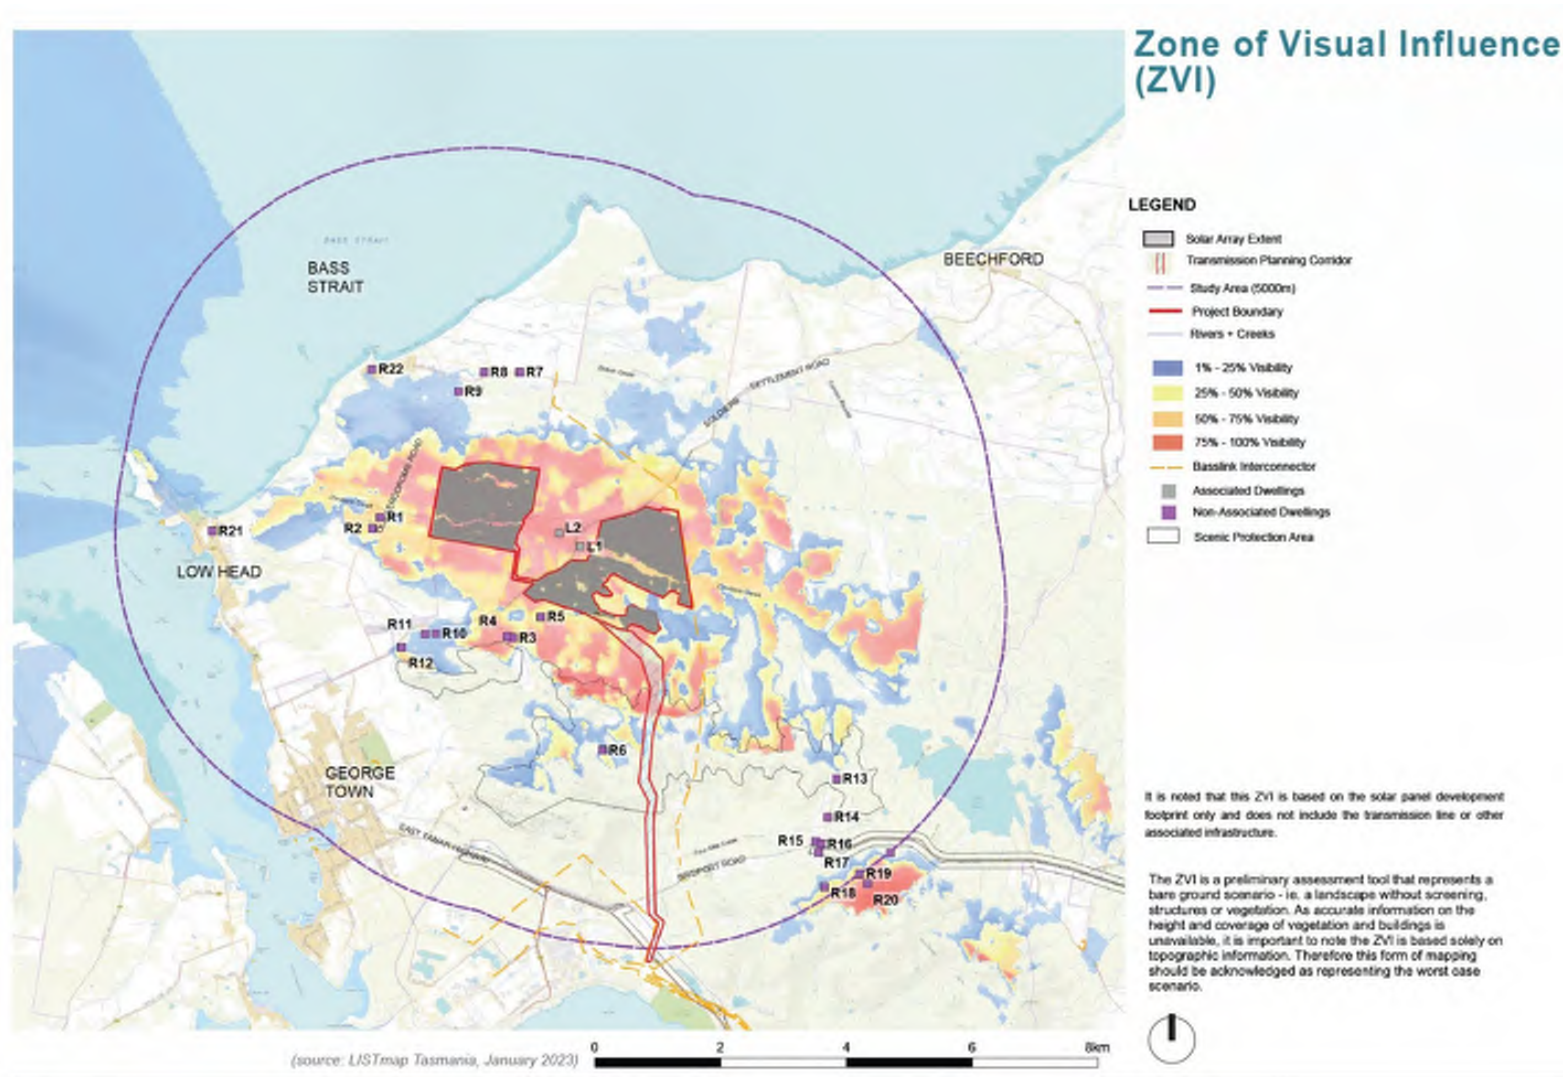 Zone of Visual Influence
(ZVI)
LEGEND
Solar Array Extent
Transmission Planning Corridor
Study Area (5000m)
Project Boundary
Rivers + Creeks
1% - 25% Visibility
25% - 50% Visibility
50% - 75% Visibility
75% - 100% Visibility
Basslink Interconnector
Associated Dwellings
Non-Associated Dwellings
Scenic Protection Area
BASS STRAIT
BASS
STRAIT
BEECHFORD
SOLDIERS SETTLEMENT ROAD
R22
R8
R7
R9
R1
R2
R21
LOW HEAD
L2
L1
R11
R10
R12
R4
R3
R5
R6
GEORGE
TOWN
EAST TAMAR HIGHWAY
R13
R14
R15
R16
R17
R18
R19
R20
It is noted that this ZVI is based on the solar panel development
footprint only and does not include the transmission line or other
associated infrastructure.
The ZVI is a preliminary assessment tool that represents a
bare ground scenario - ie. a landscape without screening,
structures or vegetation. As accurate information on the
height and coverage of vegetation and buildings is
unavailable, it is important to note the ZVI is based solely on
topographic information. Therefore this form of mapping
should be acknowledged as representing the worst case
scenario.
(source: LISTmap Tasmania, January 2023)
0 2 4 6 8km